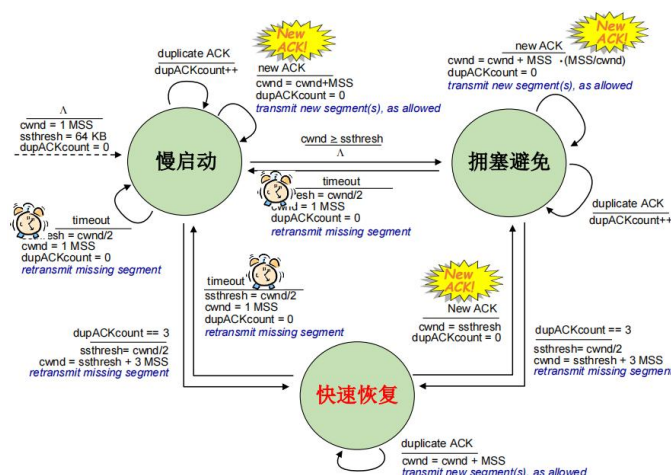 New
ACK!
duplicate ACK
dupACKcount++
new ACK
cwnd = cwnd+MSS
dupACKcount = 0
transmit new segment(s), as allowed
New
ACK!
new ACK
cwnd = cwnd + MSS •(MSS/cwnd)
dupACKcount = 0
transmit new segment(s), as allowed
Λ
cwnd = 1 MSS
ssthresh = 64 KB
dupACKcount = 0
慢启动
cwnd ≥ ssthresh
Λ
拥塞避免
timeout
= cwnd/2
cwnd = 1 MSS
dupACKcount = 0
retransmit missing segment
timeout
= cwnd/2
cwnd = 1 MSS
dupACKcount = 0
retransmit missing segment
duplicate ACK
dupACKcount++
timeout
ssthresh = cwnd/2
cwnd = 1 MSS
dupACKcount = 0
retransmit missing segment
New
ACK!
New ACK
cwnd = ssthresh
dupACKcount = 0
dupACKcount == 3
ssthresh= cwnd/2
cwnd = ssthresh + 3 MSS
retransmit missing segment
dupACKcount == 3
ssthresh= cwnd/2
cwnd = ssthresh + 3 MSS
retransmit missing segment
快速恢复
duplicate ACK
cwnd = cwnd + MSS
transmit new segment(s), as allowed